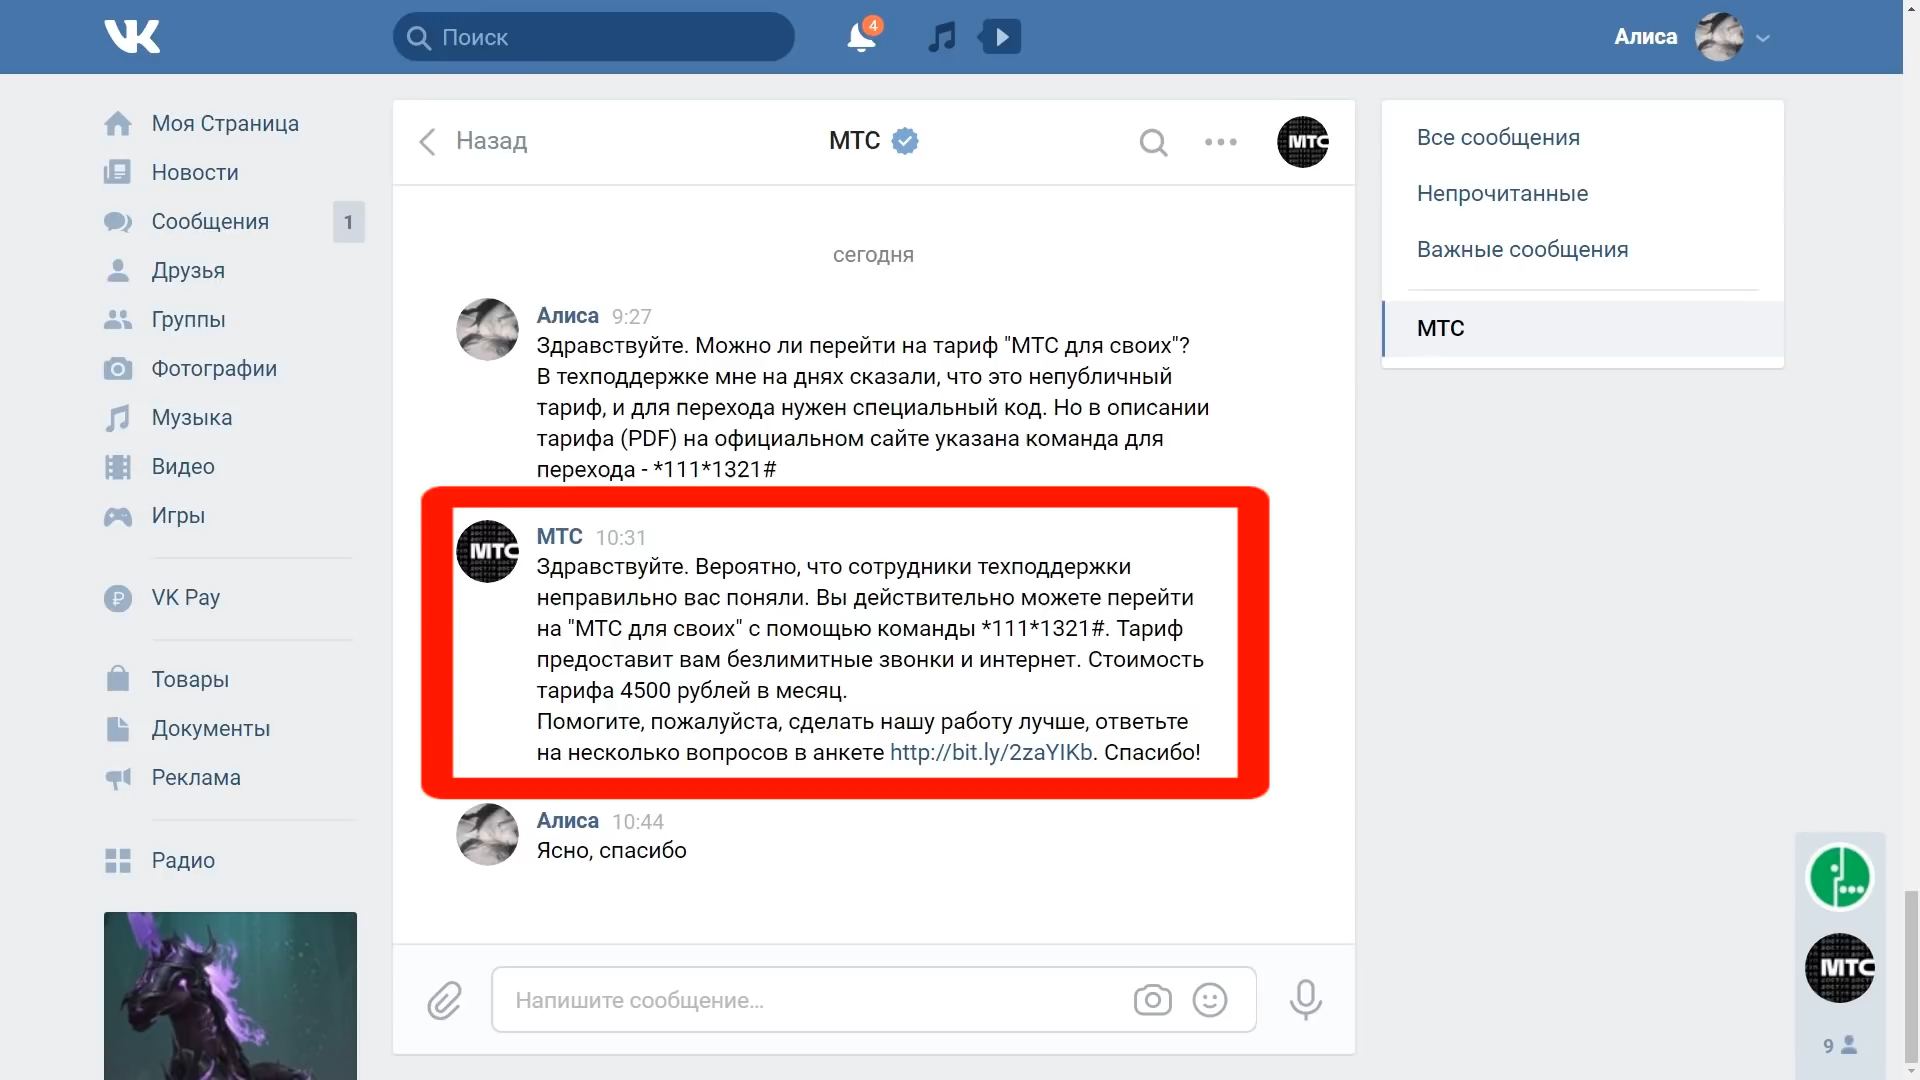 VK
Поиск
4
Алиса
Моя Страница
Новости
Сообщения
1
Друзья
Группы
Фотографии
Музыка
Видео
Игры
VK Pay
Товары
Документы
Реклама
Радио
Назад
МТС
МТС
сегодня
Алиса 9:27
Здравствуйте. Можно ли перейти на тариф "МТС для своих"?
В техподдержке мне на днях сказали, что это непубличный
тариф, и для перехода нужен специальный код. Но в описании
тарифа (PDF) на официальном сайте указана команда для
перехода - *111*1321#
МТС
МТС 10:31
Здравствуйте. Вероятно, что сотрудники техподдержки
неправильно вас поняли. Вы действительно можете перейти
на "МТС для своих" с помощью команды *111*1321#. Тариф
предоставит вам безлимитные звонки и интернет. Стоимость
тарифа 4500 рублей в месяц.
Помогите, пожалуйста, сделать нашу работу лучше, ответьте
на несколько вопросов в анкете http://bit.ly/2zaYIKb. Спасибо!
Алиса 10:44
Ясно, спасибо
Напишите сообщение...
Все сообщения
Непрочитанные
Важные сообщения
МТС
МТС
9